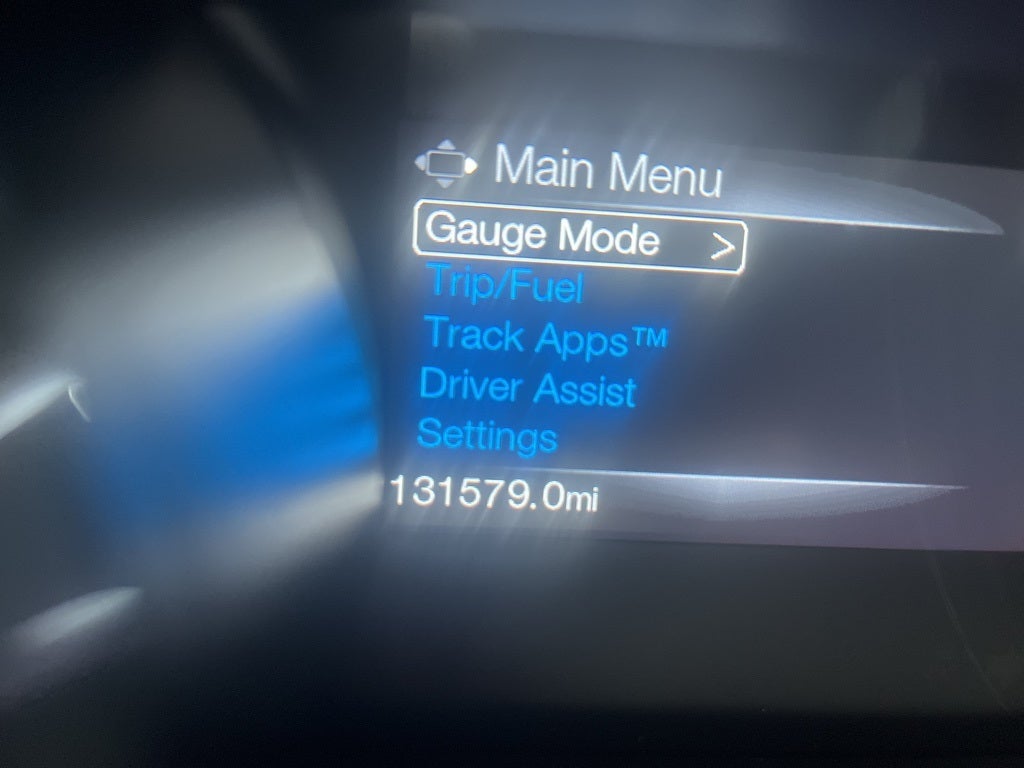 Main Menu
Gauge Mode >
Trip/Fuel
Track Apps™
Driver Assist
Settings
131579.0mi